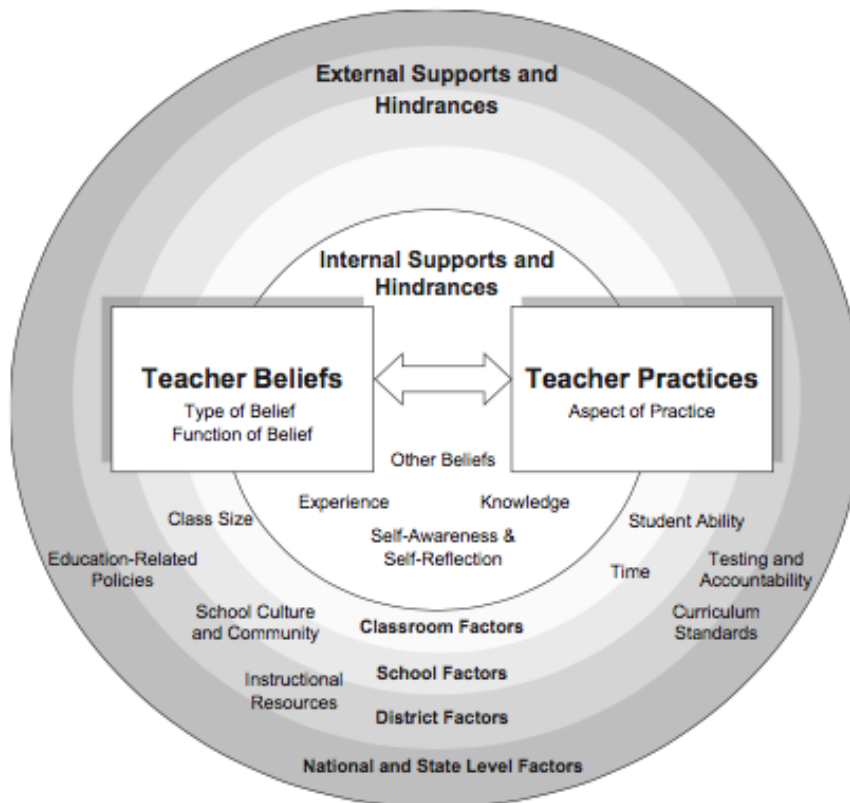 External Supports and
Hindrances
Internal Supports and
Hindrances
Teacher Beliefs
Type of Belief
Function of Belief
Teacher Practices
Aspect of Practice
Other Beliefs
Experience
Knowledge
Self-Awareness &
Self-Reflection
Class Size
Student Ability
Education-Related
Policies
Time
Testing and
Accountability
School Culture
and Community
Classroom Factors
Curriculum
Standards
Instructional
Resources
School Factors
District Factors
National and State Level Factors